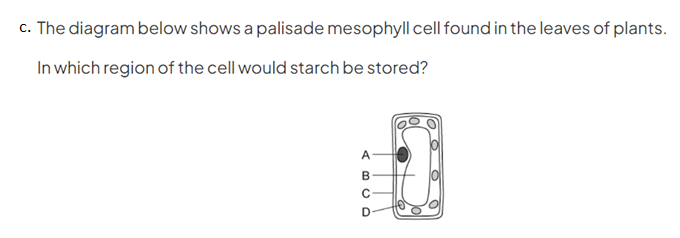 c. The diagram below shows a palisade mesophyll cell found in the leaves of plants.
In which region of the cell would starch be stored?
A
B
C
D